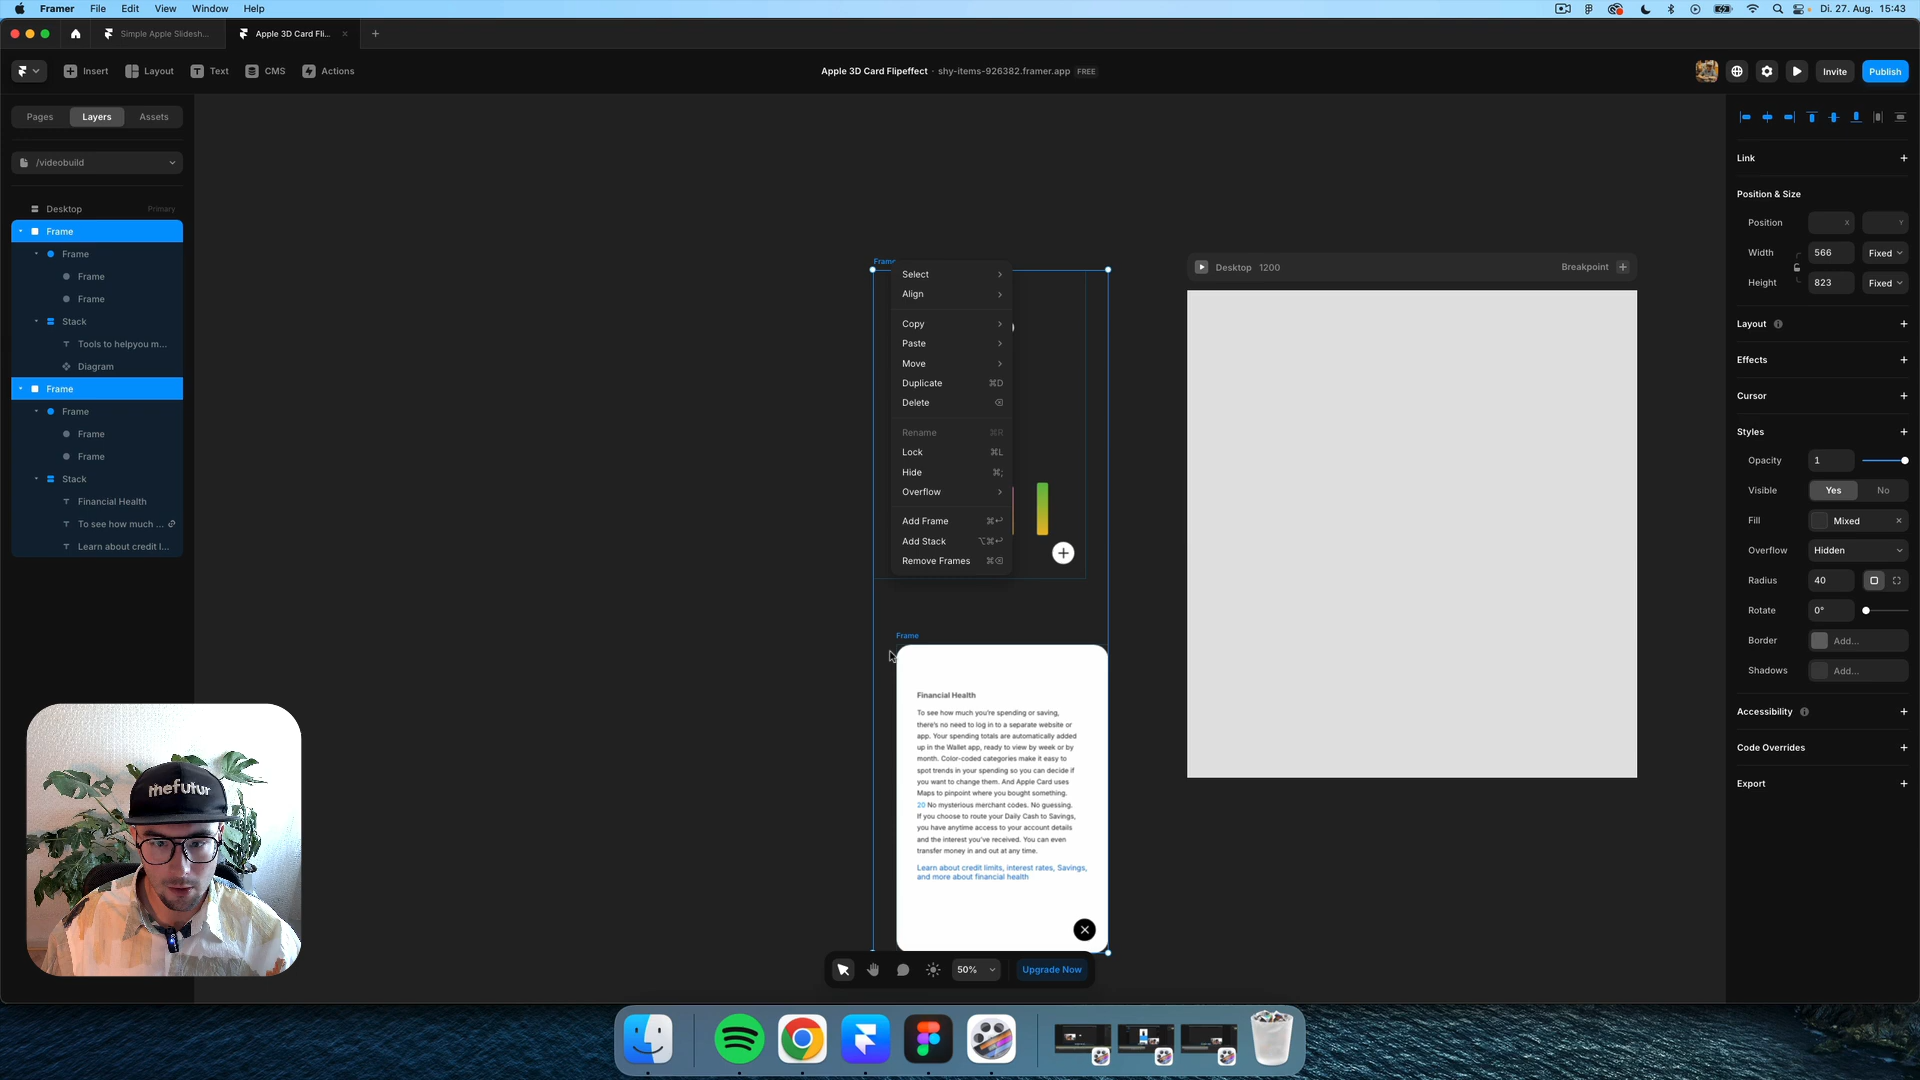 Framer File Edit View Window Help
Di. 27. Aug. 15:43
Simple Apple Slidesh...
Apple 3D Card Fli...
Insert Layout Text CMS Actions
Apple 3D Card Flipeffect · shy-items-926382.framer.app FREE
Invite Publish
Pages Layers Assets
/videobuild
Desktop Primary
Frame
Frame
Frame
Frame
Stack
Tools to helpyou m...
Diagram
Frame
Frame
Frame
Frame
Stack
Financial Health
To see how much ...
Learn about credit l...
Frame
Select
Align
Copy
Paste
Move
Duplicate ⌘D
Delete
Rename ⌘R
Lock ⌘L
Hide ⌘;
Overflow
Add Frame ⌘↩
Add Stack ⌥⌘↩
Remove Frames ⌘⌫
Frame
Financial Health
To see how much you're spending or saving,
there's no need to log in to a separate website or
app. Your spending totals are automatically added
up in the Wallet app, ready to view by week or by
month. Color-coded categories make it easy to
spot trends in your spending so you can decide if
you want to change them. And Apple Card uses
Maps to pinpoint where you bought something.
20 No mysterious merchant codes. No guessing.
If you choose to route your Daily Cash to Savings,
you have anytime access to your account details
and the interest you've received. You can even
transfer money in and out at any time.
Learn about credit limits, interest rates, Savings,
and more about financial health
Desktop 1200 Breakpoint
Link
Position & Size
Position X Y
Width 566 Fixed
Height 823 Fixed
Layout
Effects
Cursor
Styles
Opacity 1
Visible Yes No
Fill Mixed
Overflow Hidden
Radius 40
Rotate 0°
Border Add...
Shadows Add...
Accessibility
Code Overrides
Export
50% Upgrade Now
mefutur